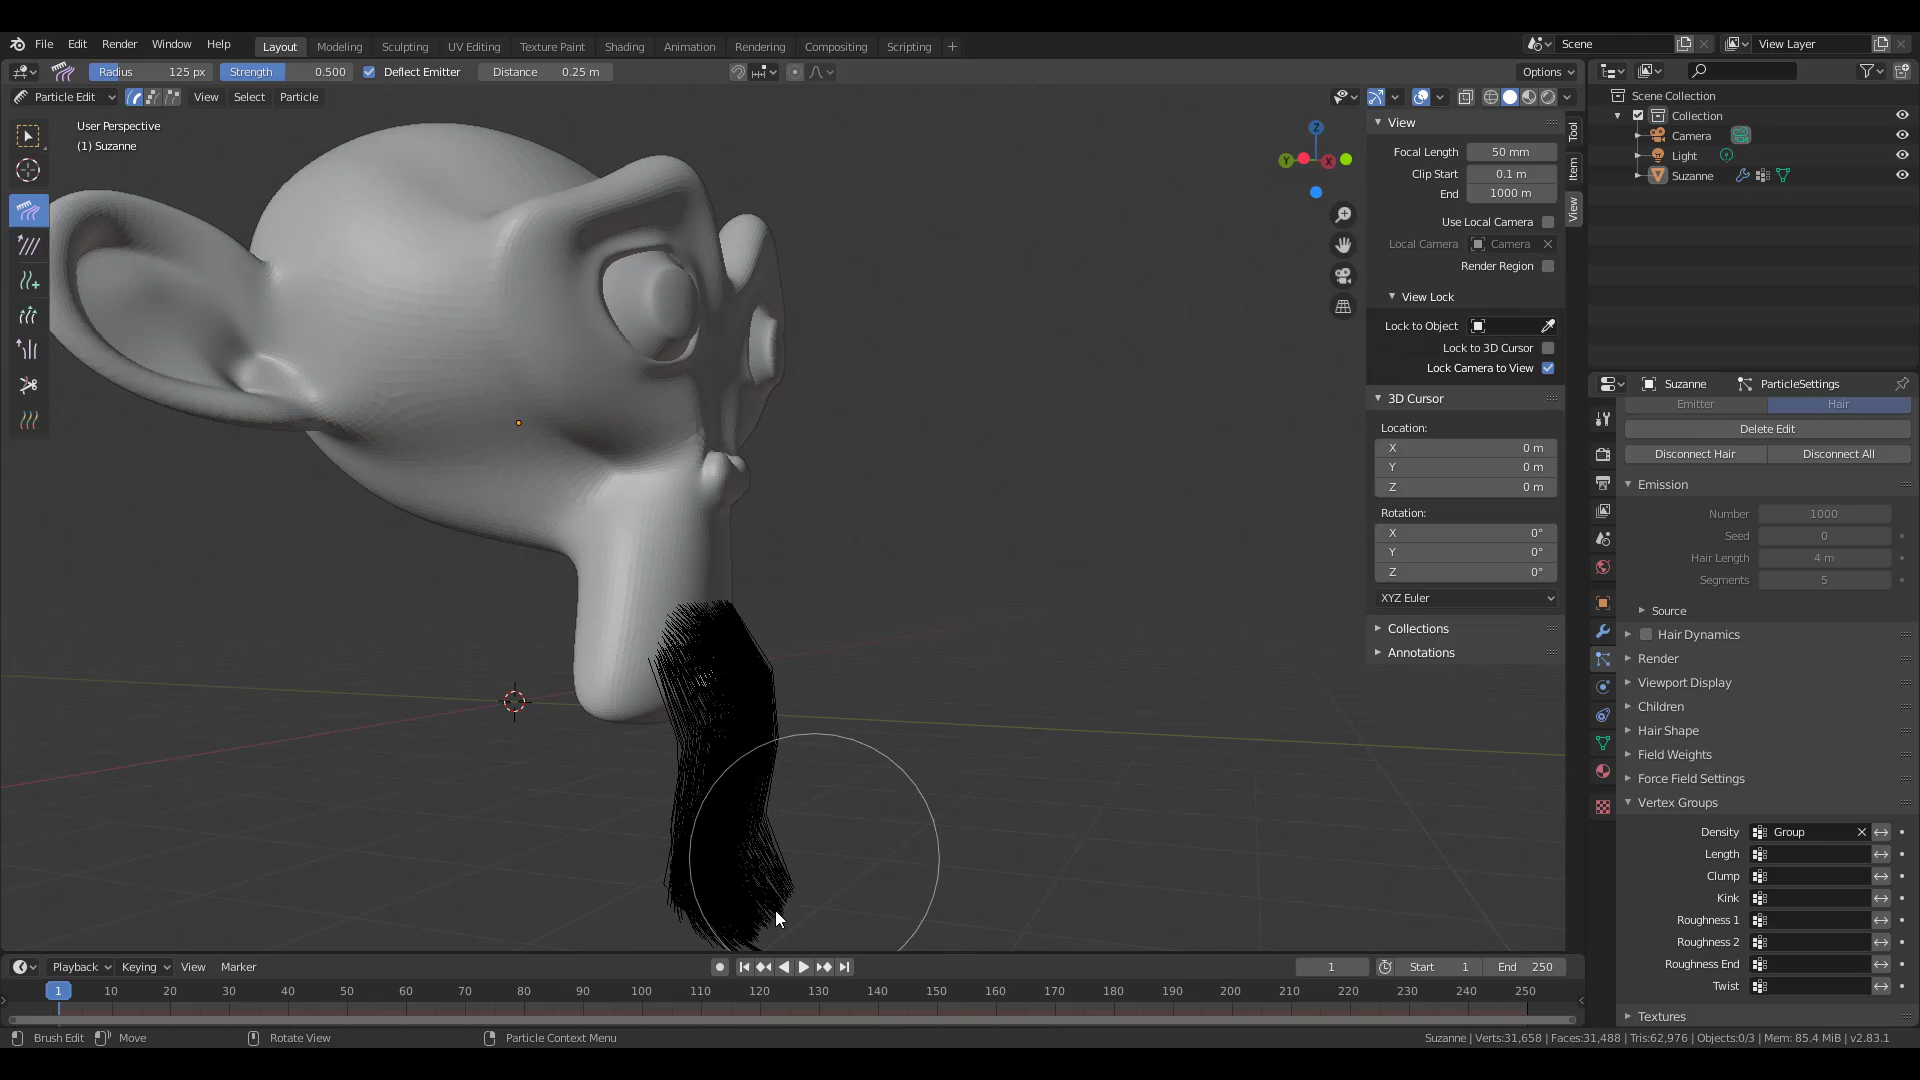 File Edit Render Window Help Layout Modeling Sculpting UV Editing Texture Paint Shading Animation Rendering Compositing Scripting + Scene View Layer
Radius 125 px Strength 0.500 Deflect Emitter Distance 0.25 m Options
Particle Edit View Select Particle
User Perspective
(1) Suzanne
Z
Y
X
View
Focal Length 50 mm
Clip Start 0.1 m
End 1000 m
Use Local Camera
Local Camera Camera
Render Region
View Lock
Lock to Object
Lock to 3D Cursor
Lock Camera to View
3D Cursor
Location:
X 0 m
Y 0 m
Z 0 m
Rotation:
X 0°
Y 0°
Z 0°
XYZ Euler
Collections
Annotations
Tool
Item
View
Scene Collection
Collection
Camera
Light
Suzanne
Suzanne ParticleSettings
Emitter Hair
Delete Edit
Disconnect Hair Disconnect All
Emission
Number 1000
Seed 0
Hair Length 4 m
Segments 5
Source
Hair Dynamics
Render
Viewport Display
Children
Hair Shape
Field Weights
Force Field Settings
Vertex Groups
Density Group
Length
Clump
Kink
Roughness 1
Roughness 2
Roughness End
Twist
Textures
Playback Keying View Marker 1 Start 1 End 250
1 10 20 30 40 50 60 70 80 90 100 110 120 130 140 150 160 170 180 190 200 210 220 230 240 250
Brush Edit Move Rotate View Particle Context Menu Suzanne | Verts:31,658 | Faces:31,488 | Tris:62,976 | Objects:0/3 | Mem: 85.4 MiB | v2.83.1